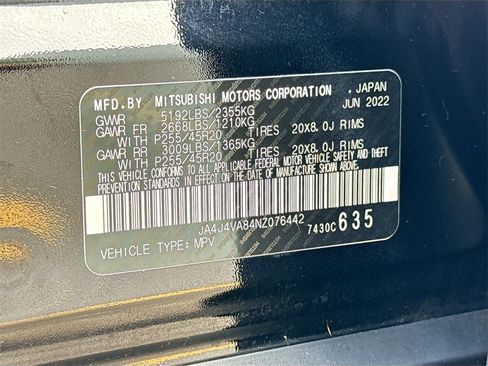 MFD.BY MITSUBISHI MOTORS CORPORATION , JAPAN
GWWR 5192LBS/2355KG JUN 2022
GAWR FR 2668LBS/1210KG
WITH P255/45R20 TIRES 20X8.0J RIMS
GAWR RR 3009LBS/1365KG
WITH P255/45R20 TIRES 20X8.0J RIMS
THIS VEHICLE CONFORMS TO ALL APPLICABLE FEDERAL MOTOR VEHICLE SAFETY, BUMPER, AND THEFT
PREVENTION STANDARDS IN EFFECT ON THE DATE OF MANUFACTURE SHOWN ABOVE.
JA4J4VA84NZ076442
VEHICLE TYPE: MPV 7430C 635